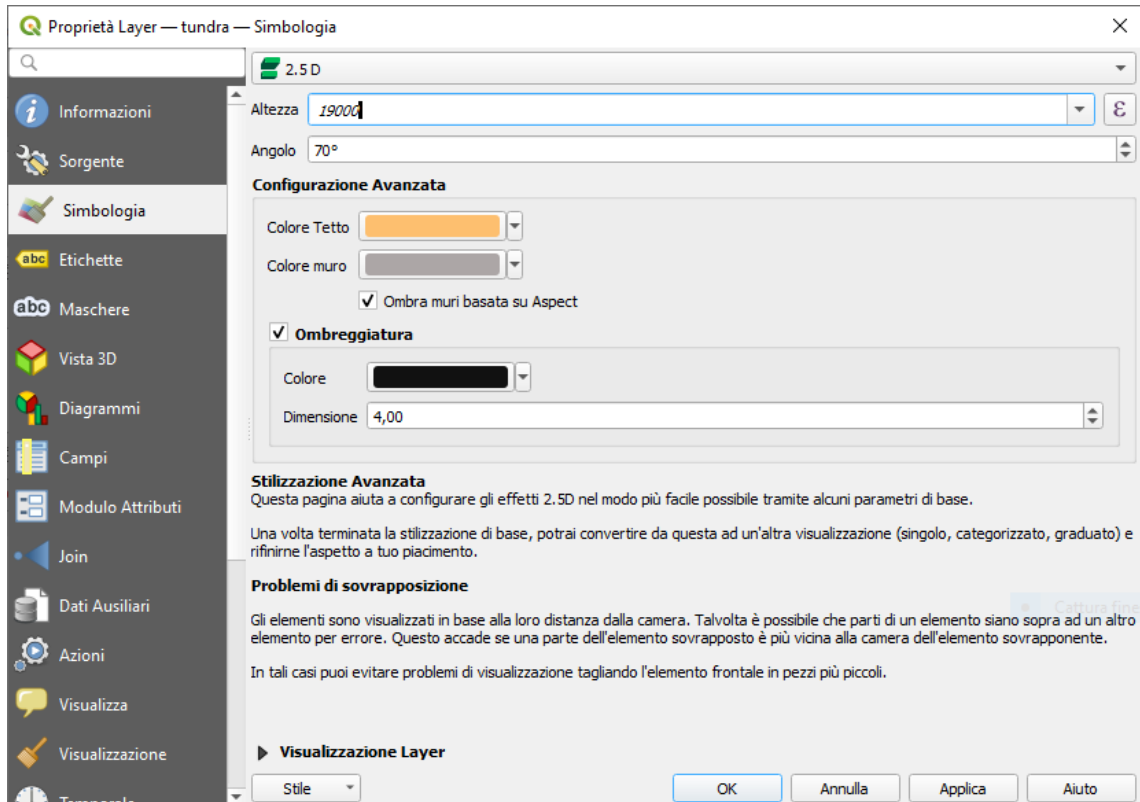 Proprietà Layer — tundra — Simbologia
2.5 D
Informazioni
Sorgente
Simbologia
abc Etichette
abc Maschere
Vista 3D
Diagrammi
Campi
Modulo Attributi
Join
Dati Ausiliari
Azioni
Visualizza
Visualizzazione
Temporale
Altezza 19000 ε
Angolo 70°
Configurazione Avanzata
Colore Tetto
Colore muro
Ombra muri basata su Aspect
Ombreggiatura
Colore
Dimensione 4,00
Stilizzazione Avanzata
Questa pagina aiuta a configurare gli effetti 2.5D nel modo più facile possibile tramite alcuni parametri di base.
Una volta terminata la stilizzazione di base, potrai convertire da questa ad un'altra visualizzazione (singolo, categorizzato, graduato) e
rifinirne l'aspetto a tuo piacimento.
Problemi di sovrapposizione
Cattura fine
Gli elementi sono visualizzati in base alla loro distanza dalla camera. Talvolta è possibile che parti di un elemento siano sopra ad un altro
elemento per errore. Questo accade se una parte dell'elemento sovrapposto è più vicina alla camera dell'elemento sovrapponente.
In tali casi puoi evitare problemi di visualizzazione tagliando l'elemento frontale in pezzi più piccoli.
Visualizzazione Layer
Stile
OK
Annulla
Applica
Aiuto